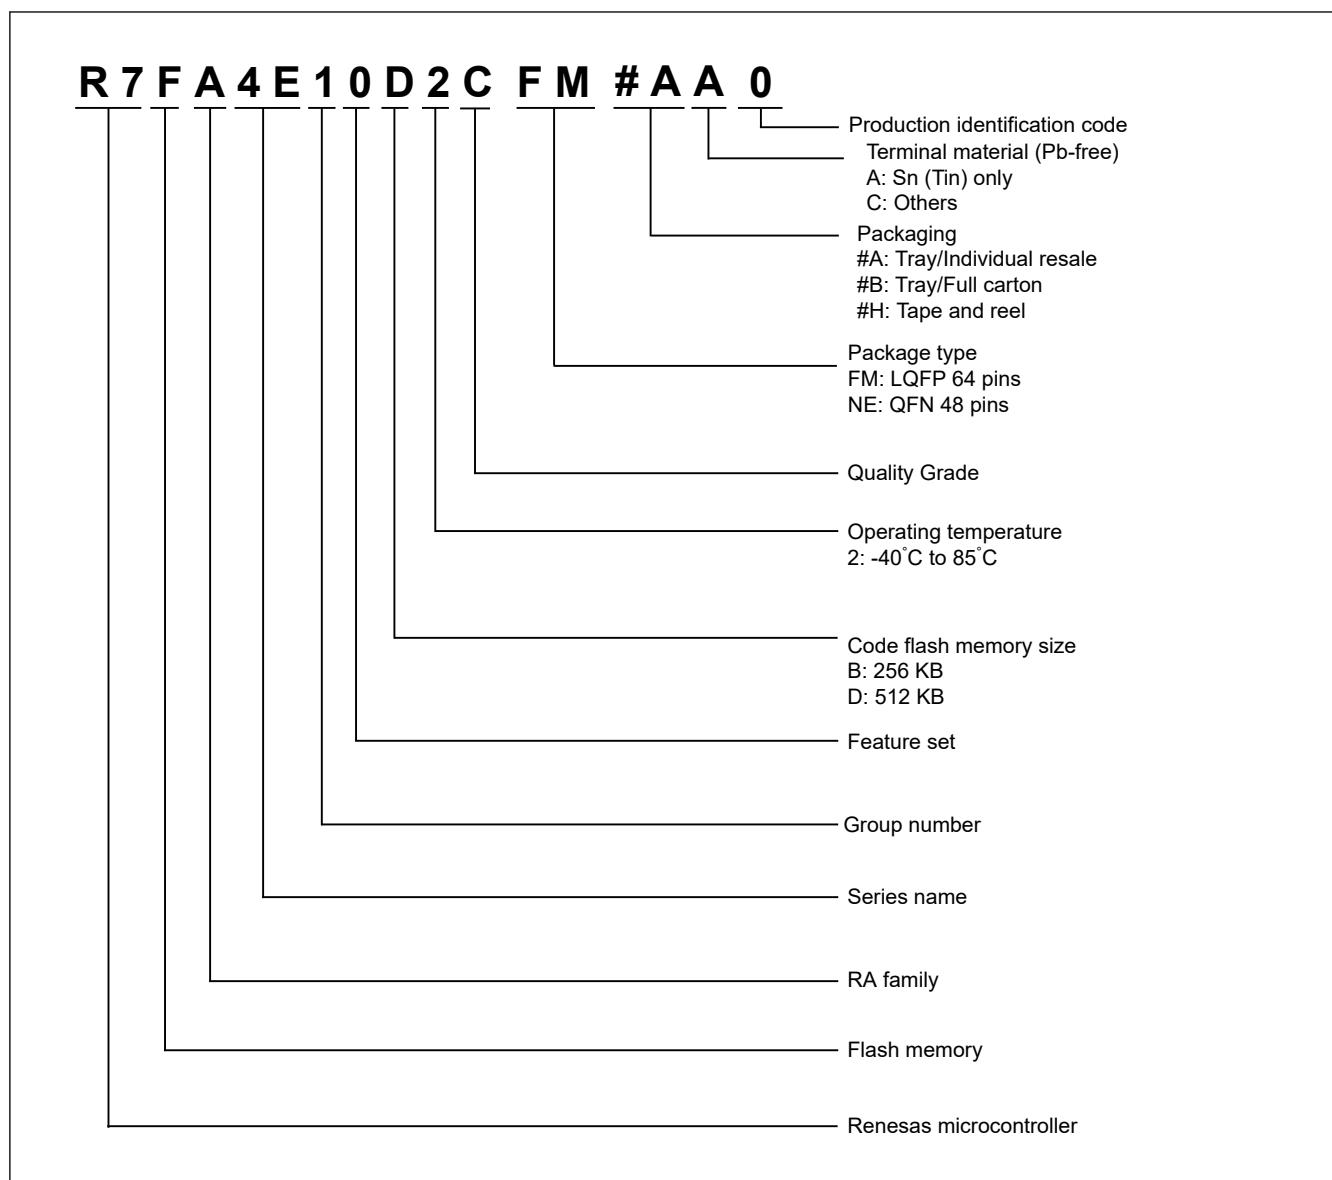 R7FA4E10D2C FM #AA0
Production identification code
Terminal material (Pb-free)
A: Sn (Tin) only
C: Others
Packaging
#A: Tray/Individual resale
#B: Tray/Full carton
#H: Tape and reel
Package type
FM: LQFP 64 pins
NE: QFN 48 pins
Quality Grade
Operating temperature
2: -40°C to 85°C
Code flash memory size
B: 256 KB
D: 512 KB
Feature set
Group number
Series name
RA family
Flash memory
Renesas microcontroller